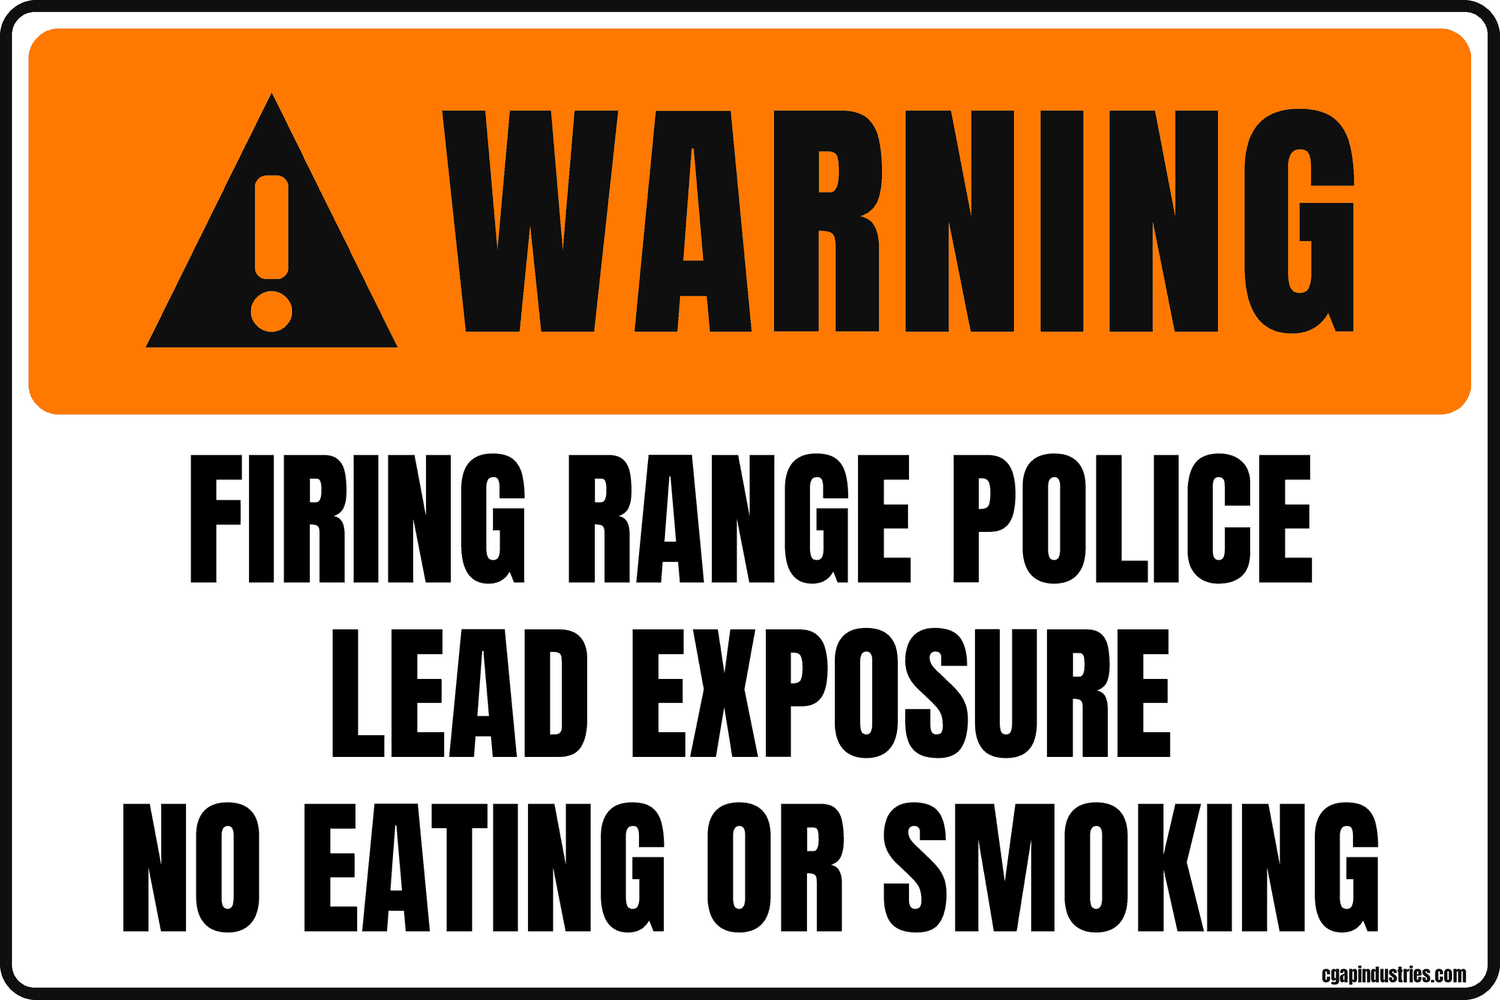 WARNING
FIRING RANGE POLICE
LEAD EXPOSURE
NO EATING OR SMOKING
cgapindustries.com